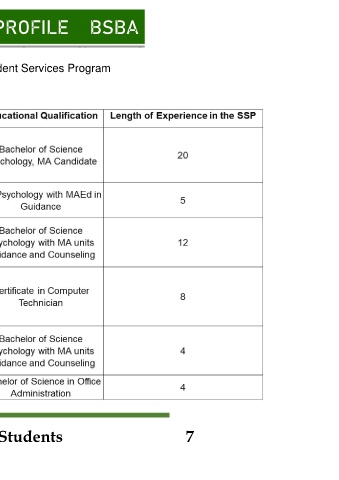 PROFILE BSBA
dent Services Program
ucational Qualification Length of Experience in the SSP
Bachelor of Science
chology, MA Candidate
20
Psychology with MAEd in
Guidance
5
Bachelor of Science
ychology with MA units
idance and Counseling
12
ertificate in Computer
Technician
8
Bachelor of Science
ychology with MA units
idance and Counseling
4
helor of Science in Office
Administration
4
Students 7